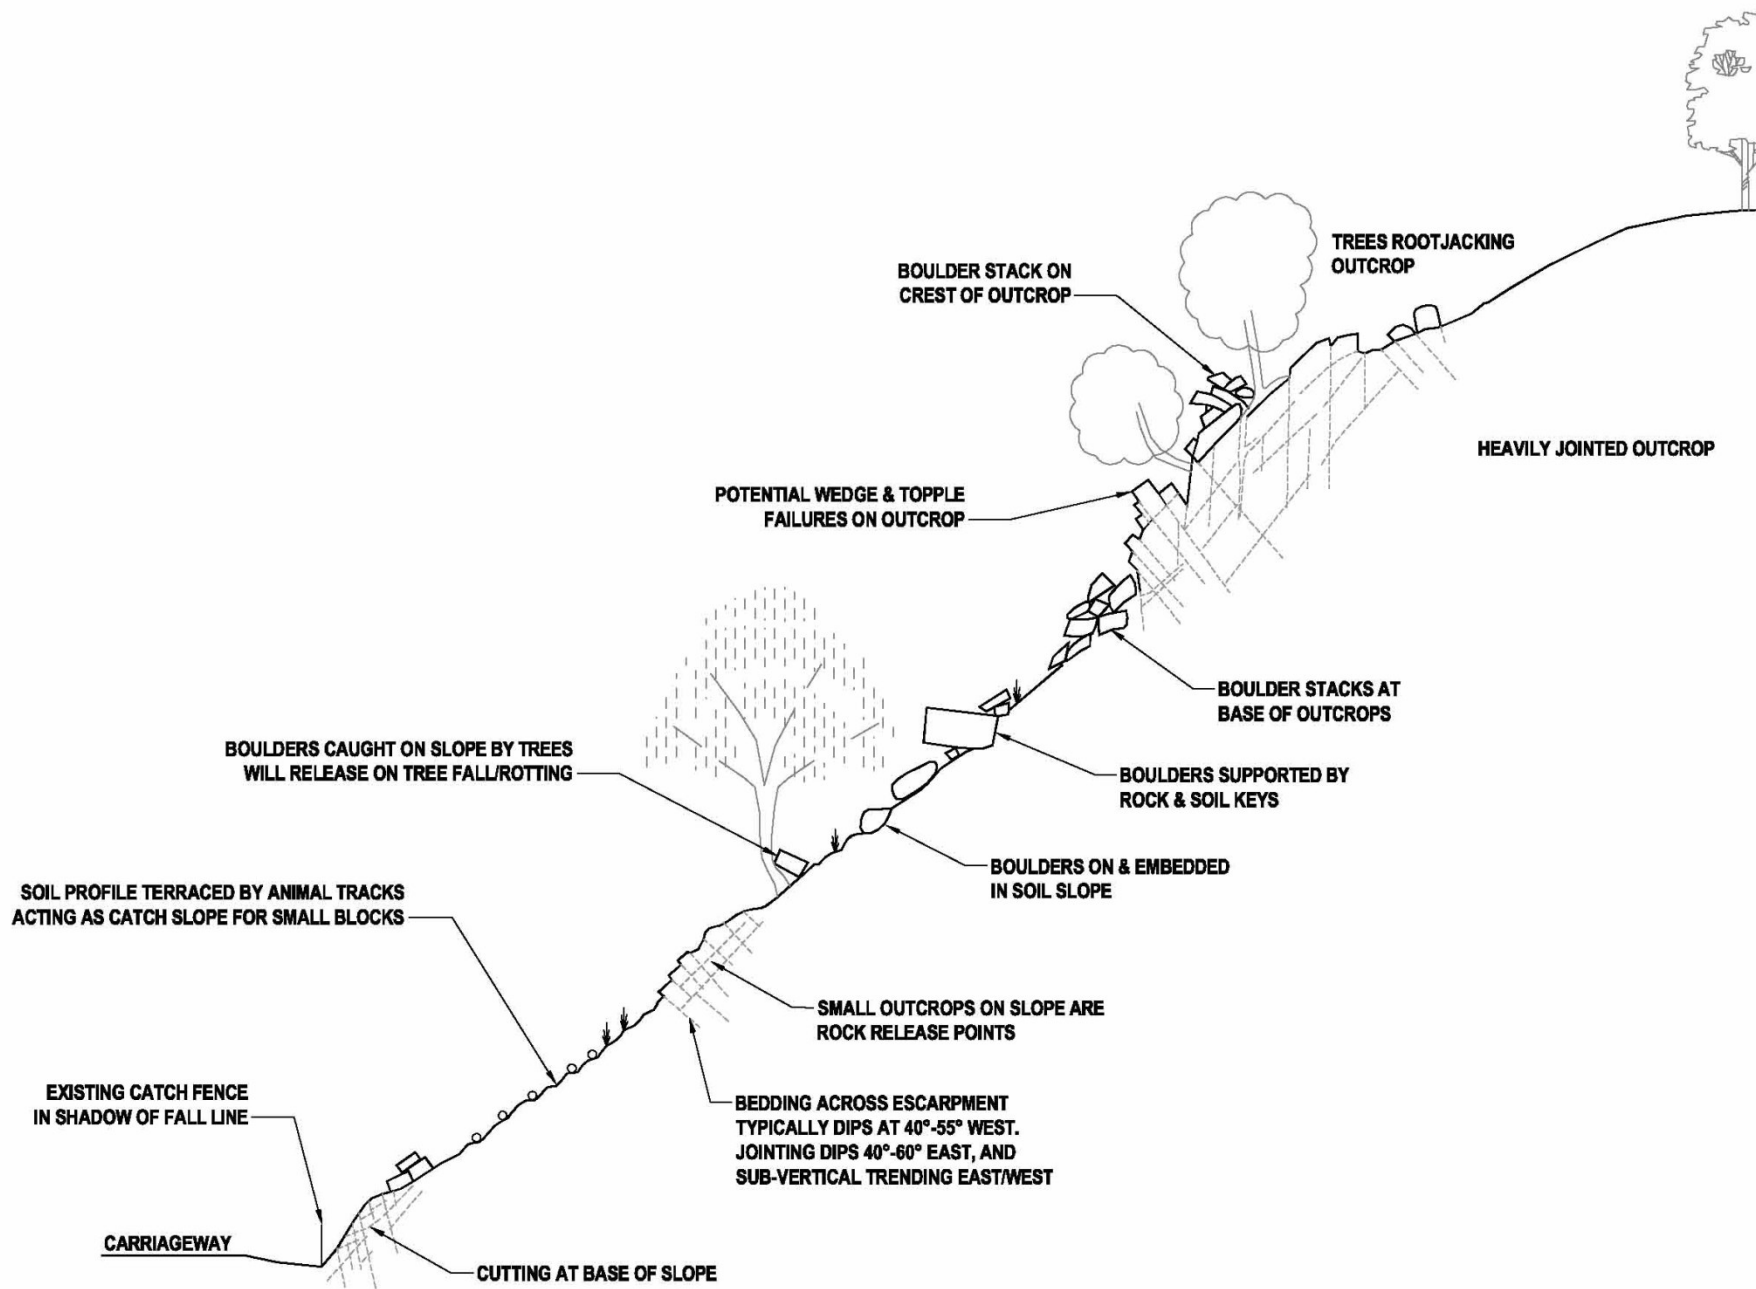 TREES ROOTJACKING
OUTCROP
BOULDER STACK ON
CREST OF OUTCROP
HEAVILY JOINTED OUTCROP
POTENTIAL WEDGE & TOPPLE
FAILURES ON OUTCROP
BOULDER STACKS AT
BASE OF OUTCROPS
BOULDERS CAUGHT ON SLOPE BY TREES
WILL RELEASE ON TREE FALL/ROTTING
BOULDERS SUPPORTED BY
ROCK & SOIL KEYS
BOULDERS ON & EMBEDDED
IN SOIL SLOPE
SOIL PROFILE TERRACED BY ANIMAL TRACKS
ACTING AS CATCH SLOPE FOR SMALL BLOCKS
SMALL OUTCROPS ON SLOPE ARE
ROCK RELEASE POINTS
EXISTING CATCH FENCE
IN SHADOW OF FALL LINE
BEDDING ACROSS ESCARPMENT
TYPICALLY DIPS AT 40°-55° WEST.
JOINTING DIPS 40°-60° EAST, AND
SUB-VERTICAL TRENDING EAST/WEST
CARRIAGEWAY
CUTTING AT BASE OF SLOPE